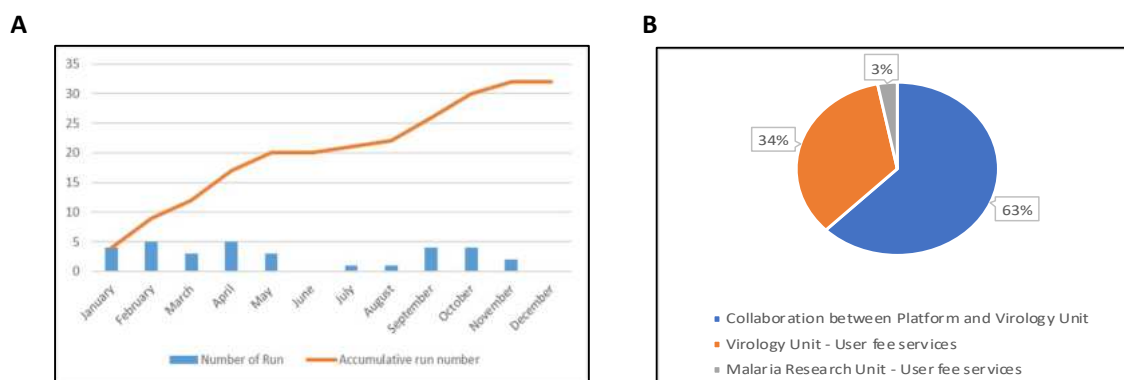 A
35
30
25
20
15
10
5
0
January
February
March
April
May
June
July
August
September
October
November
December
Number of Run
Accumulative run number
B
3%
34%
63%
Collaboration between Platform and Virology Unit
Virology Unit - User fee services
Malaria Research Unit - User fee services